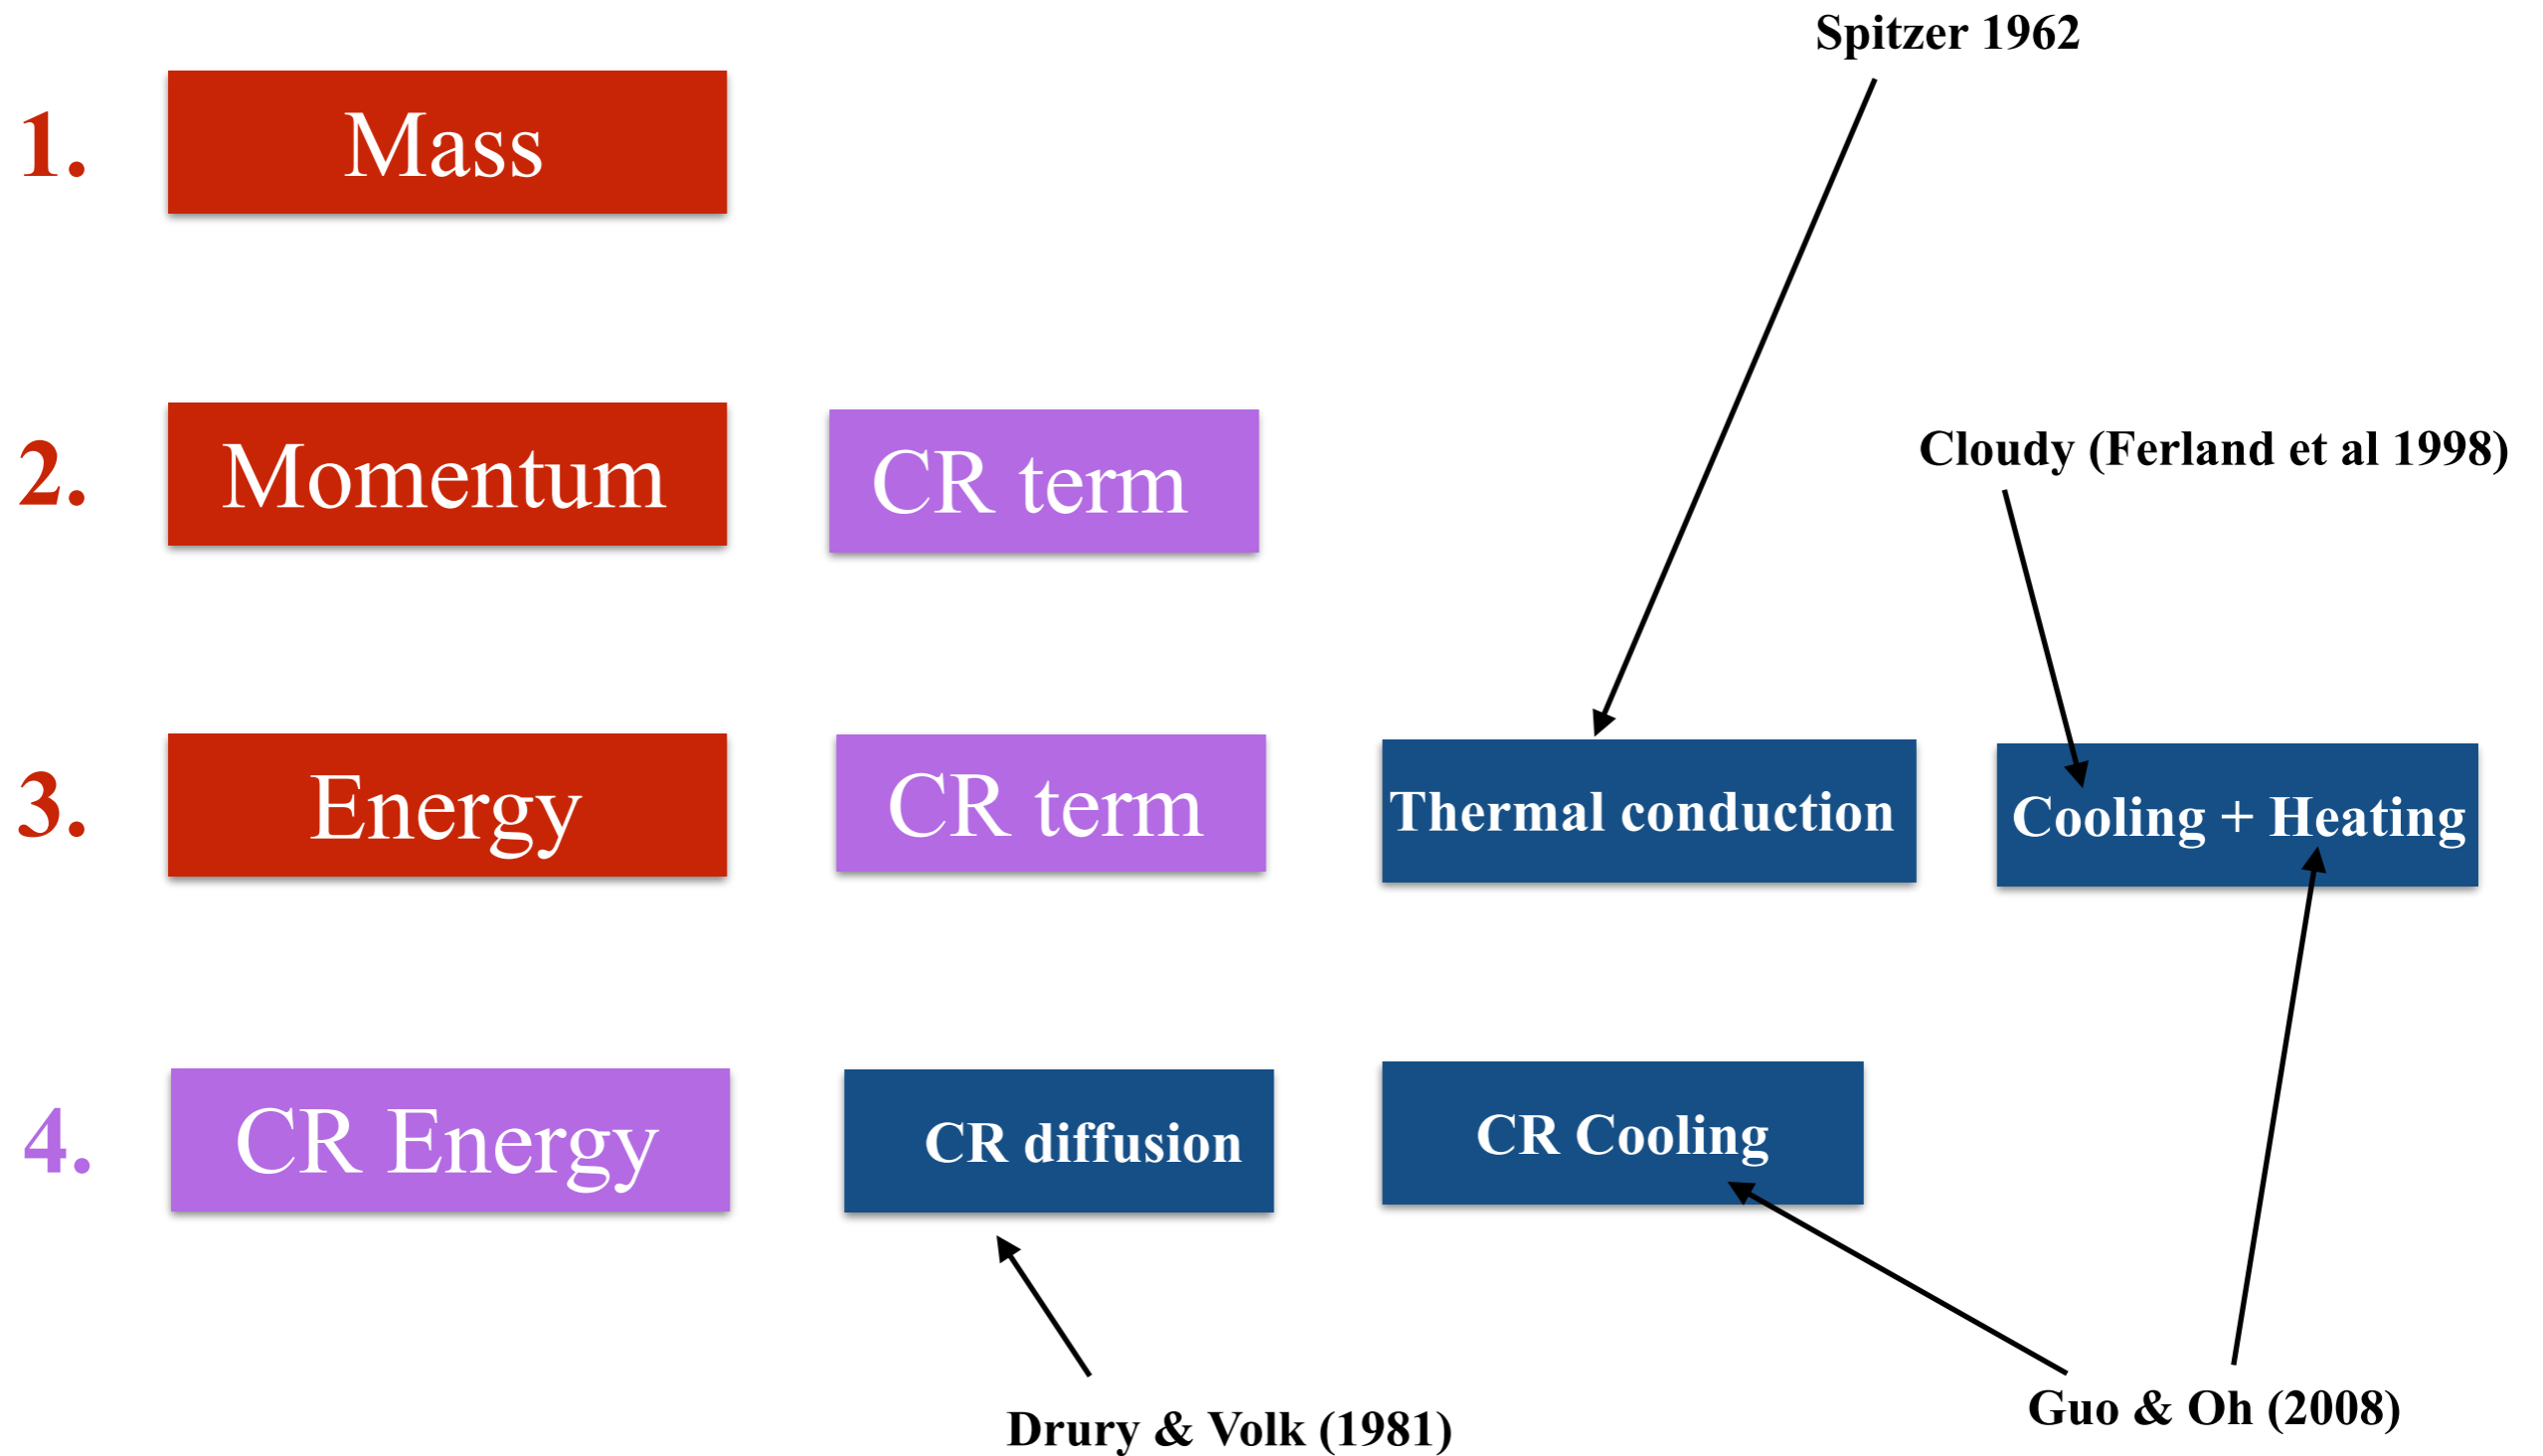 Spitzer 1962
1. Mass
2. Momentum CR term
Cloudy (Ferland et al 1998)
3. Energy CR term Thermal conduction Cooling + Heating
4. CR Energy CR diffusion CR Cooling
Drury & Volk (1981)
Guo & Oh (2008)